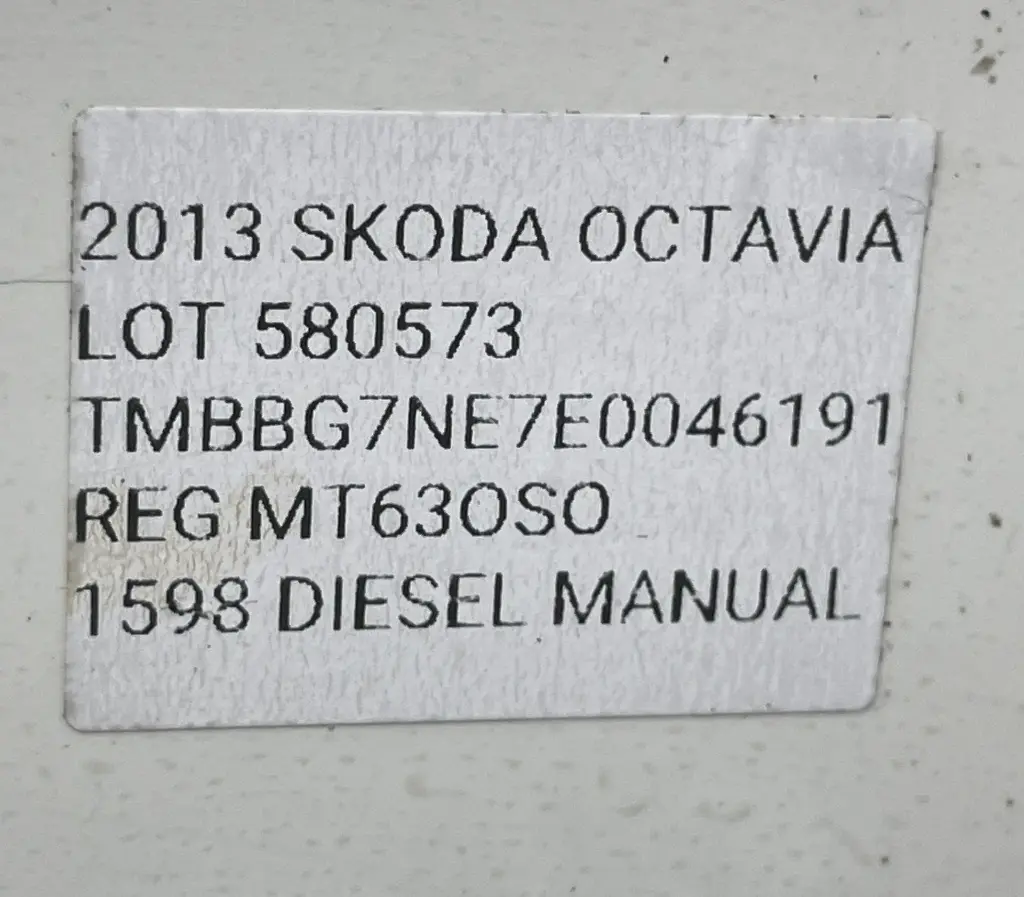 2013 SKODA OCTAVIA
LOT 580573
TMBBG7NE7E0046191
REG MT63OSO
1598 DIESEL MANUAL